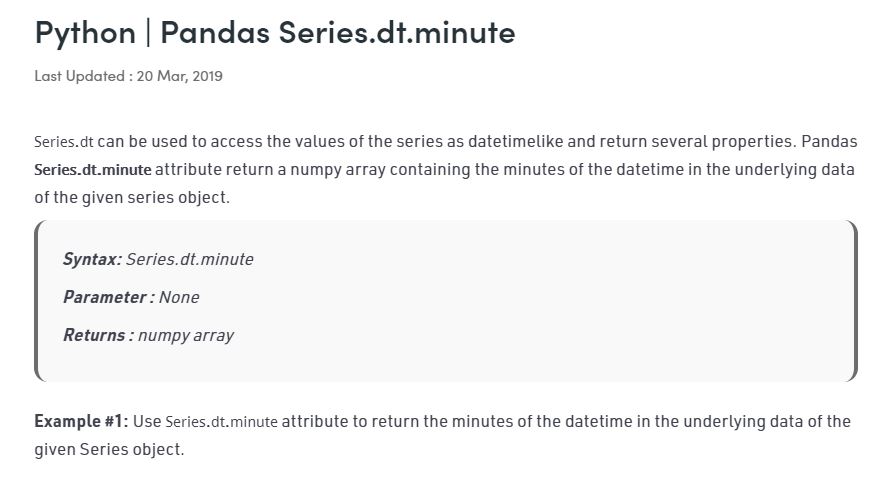 Python | Pandas Series.dt.minute
Last Updated : 20 Mar, 2019
Series.dt can be used to access the values of the series as datetimelike and return several properties. Pandas
Series.dt.minute attribute return a numpy array containing the minutes of the datetime in the underlying data
of the given series object.
Syntax: Series.dt.minute
Parameter : None
Returns : numpy array
Example #1: Use Series.dt.minute attribute to return the minutes of the datetime in the underlying data of the
given Series object.